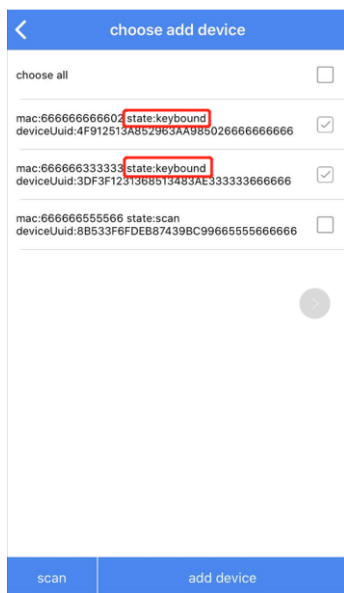 choose add device
choose all
mac:666666666602 state:keybound
deviceUuid:4F912513A852963AA985026666666666
mac:666666333333 state:keybound
deviceUuid:3DF3F1231368513483AE333333666666
mac:666666555566 state:scan
deviceUuid:8B533F6FDEB87439BC99665555666666
scan
add device